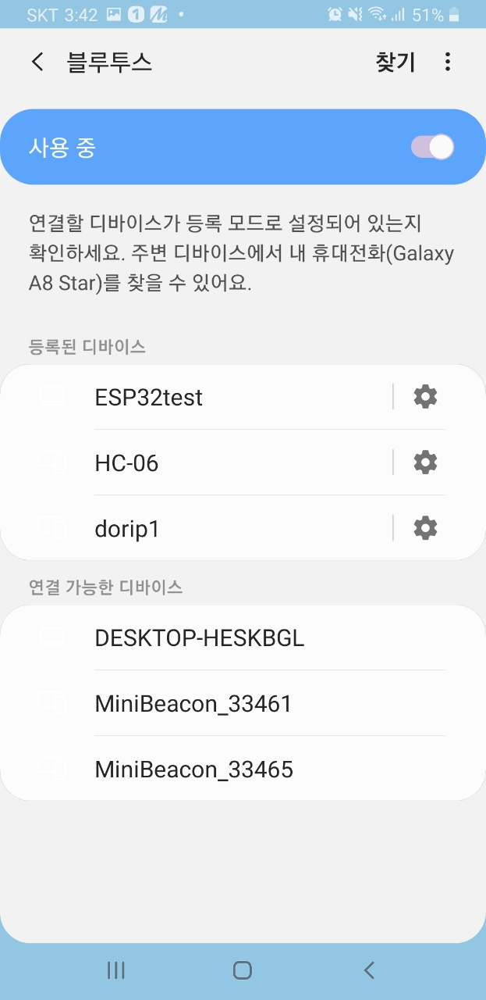 SKT 3:42 1 51%
블루투스 찾기
사용 중
연결할 디바이스가 등록 모드로 설정되어 있는지
확인하세요. 주변 디바이스에서 내 휴대전화(Galaxy
A8 Star)를 찾을 수 있어요.
등록된 디바이스
ESP32test
HC-06
dorip1
연결 가능한 디바이스
DESKTOP-HESKBGL
MiniBeacon_33461
MiniBeacon_33465